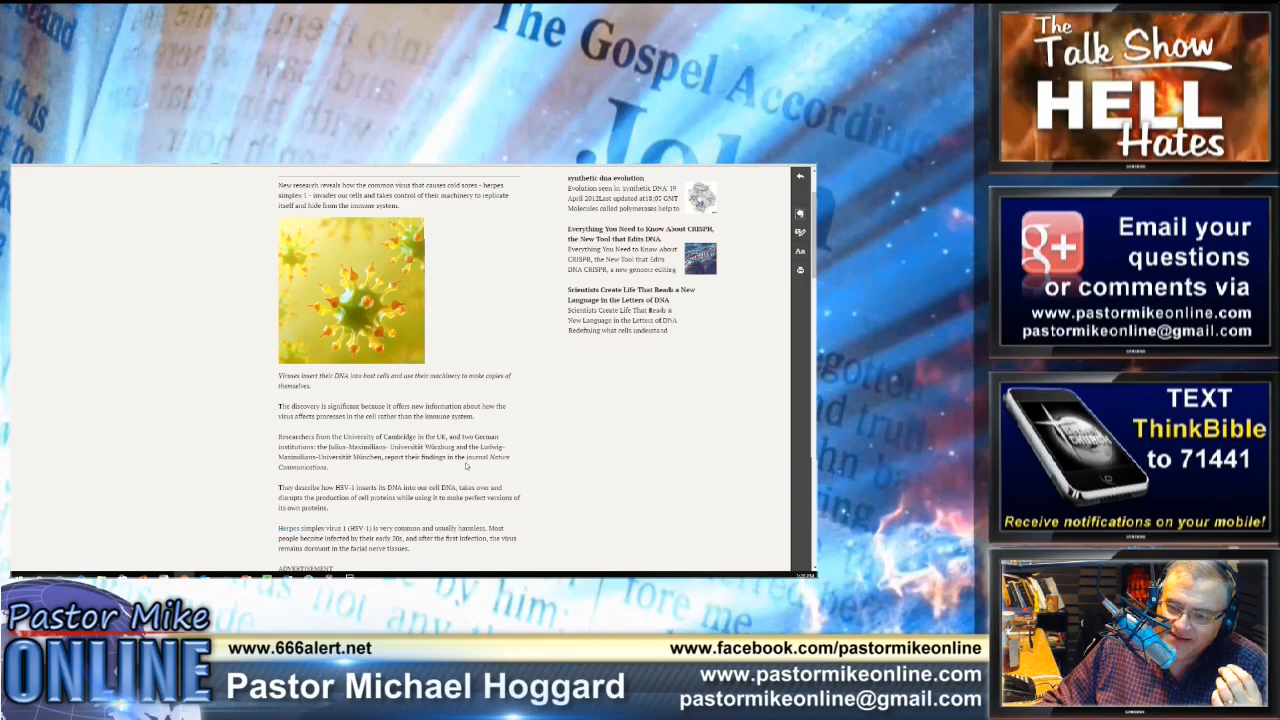 The Gospel According
The
Talk Show
HELL
Hates
New research reveals how the common virus that causes cold sores - herpes
simplex 1 - invades our cells and takes control of their machinery to replicate
itself and hide from the immune system.
Viruses insert their DNA into host cells and use their machinery to make copies of
themselves.
The discovery is significant because it offers new information about how the
virus affects processes in the cell rather than the immune system.
Researchers from the University of Cambridge in the UK, and two German
institutions: the Julius-Maximilians- Universität Würzburg and the Ludwig-
Maximilians-Universität München, report their findings in the journal Nature
Communications.
They describe how HSV-1 inserts its DNA into our cell DNA, takes over and
disrupts the production of cell proteins while using it to make perfect versions of
its own proteins.
Herpes simplex virus 1 (HSV-1) is very common and usually harmless. Most
people become infected by their early 20s, and after the first infection, the virus
remains dormant in the facial nerve tissues.
ADVERTISEMENT
synthetic dna evolution
Evolution seen in 'synthetic DNA' 19
April 2012Last updated at18:07 GMT
Molecules called polymerases help to
Everything You Need to Know About CRISPR,
the New Tool that Edits DNA
Everything You Need to Know About
CRISPR, the New Tool that Edits
DNA CRISPR, a new genome editing
Scientists Create Life That Reads a New
Language in the Letters of DNA
Scientists Create Life That Reads a
New Language in the Letters of DNA
Redefining what cells understand
Aa
g+
Email your
questions
or comments via
www.pastormikeonline.com
pastormikeonline@gmail.com
TEXT
ThinkBible
to 71441
Receive notifications on your mobile!
SAMSUNG
Pastor Mike
ONLINE
www.666alert.net
www.facebook.com/pastormikeonline
Pastor Michael Hoggard
www.pastormikeonline.com
pastormikeonline@gmail.com